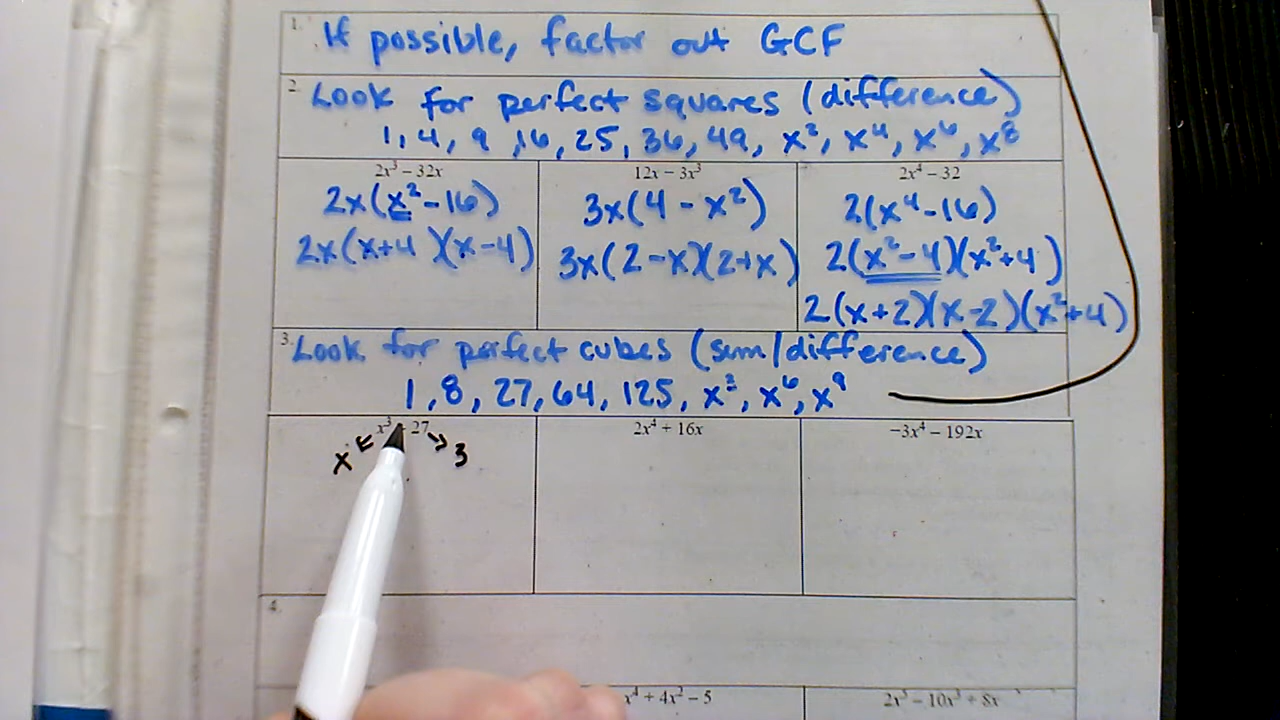 1. If possible, factor out GCF
2. Look for perfect squares (difference)
1, 4, 9, 16, 25, 36, 49, x², x⁴, x⁶, x⁸
2x³ – 32x
2x(x²-16)
2x(x+4)(x-4)
12x – 3x³
3x(4 - x²)
3x(2-x)(2+x)
2x⁴ – 32
2(x⁴-16)
2(x²-4)(x²+4)
2(x+2)(x-2)(x²+4)
3. Look for perfect cubes (sum/difference)
1, 8, 27, 64, 125, x³, x⁶, x⁹
x³ 27
x 3
2x⁴ + 16x
–3x⁴ – 192x
4.
x⁴ + 4x² – 5